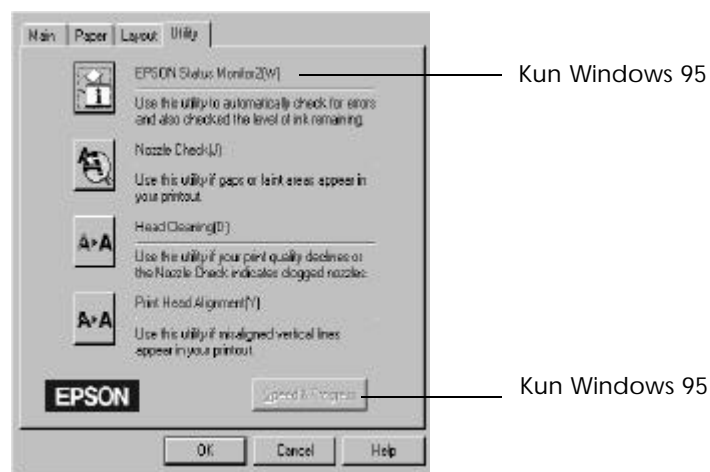 Main Paper Layout Utility
EPSON Status Monitor2(W)
Kun Windows 95
Use this utility to automatically check for errors
and also checked the level of ink remaining.
Nozzle Check(J)
Use this utility if gaps or faint areas appear in
your printout.
Head Cleaning(D)
Use this utility if your print quality declines or
the Nozzle Check indicates clogged nozzles.
Print Head Alignment(Y)
Use this utility if misaligned vertical lines
appear in your printout.
EPSON
Speed & Progress
Kun Windows 95
OK Cancel Help